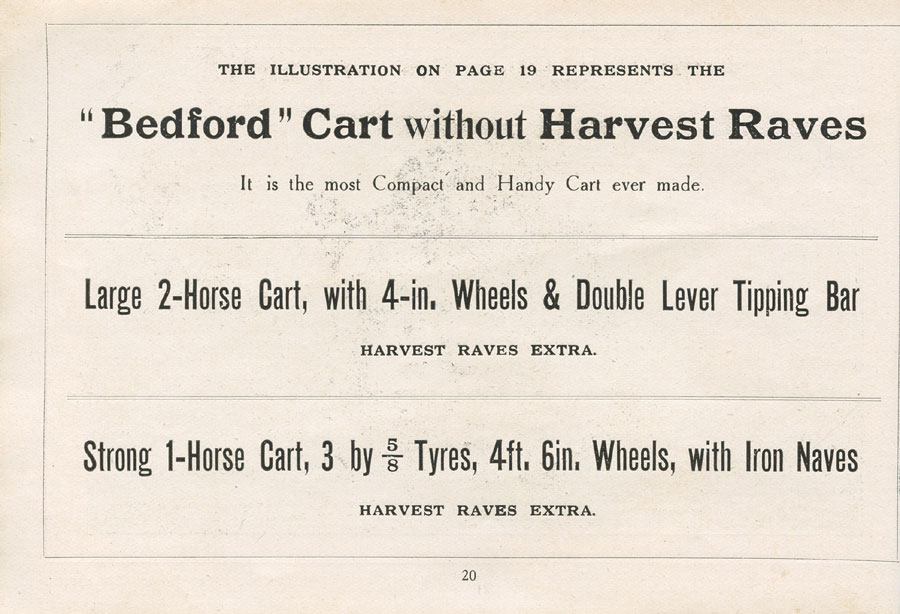 THE ILLUSTRATION ON PAGE 19 REPRESENTS THE
"Bedford" Cart without Harvest Raves
It is the most Compact and Handy Cart ever made.
Large 2-Horse Cart, with 4-in. Wheels & Double Lever Tipping Bar
HARVEST RAVES EXTRA.
Strong 1-Horse Cart, 3 by 5/8 Tyres, 4ft. 6in. Wheels, with Iron Naves
HARVEST RAVES EXTRA.
20